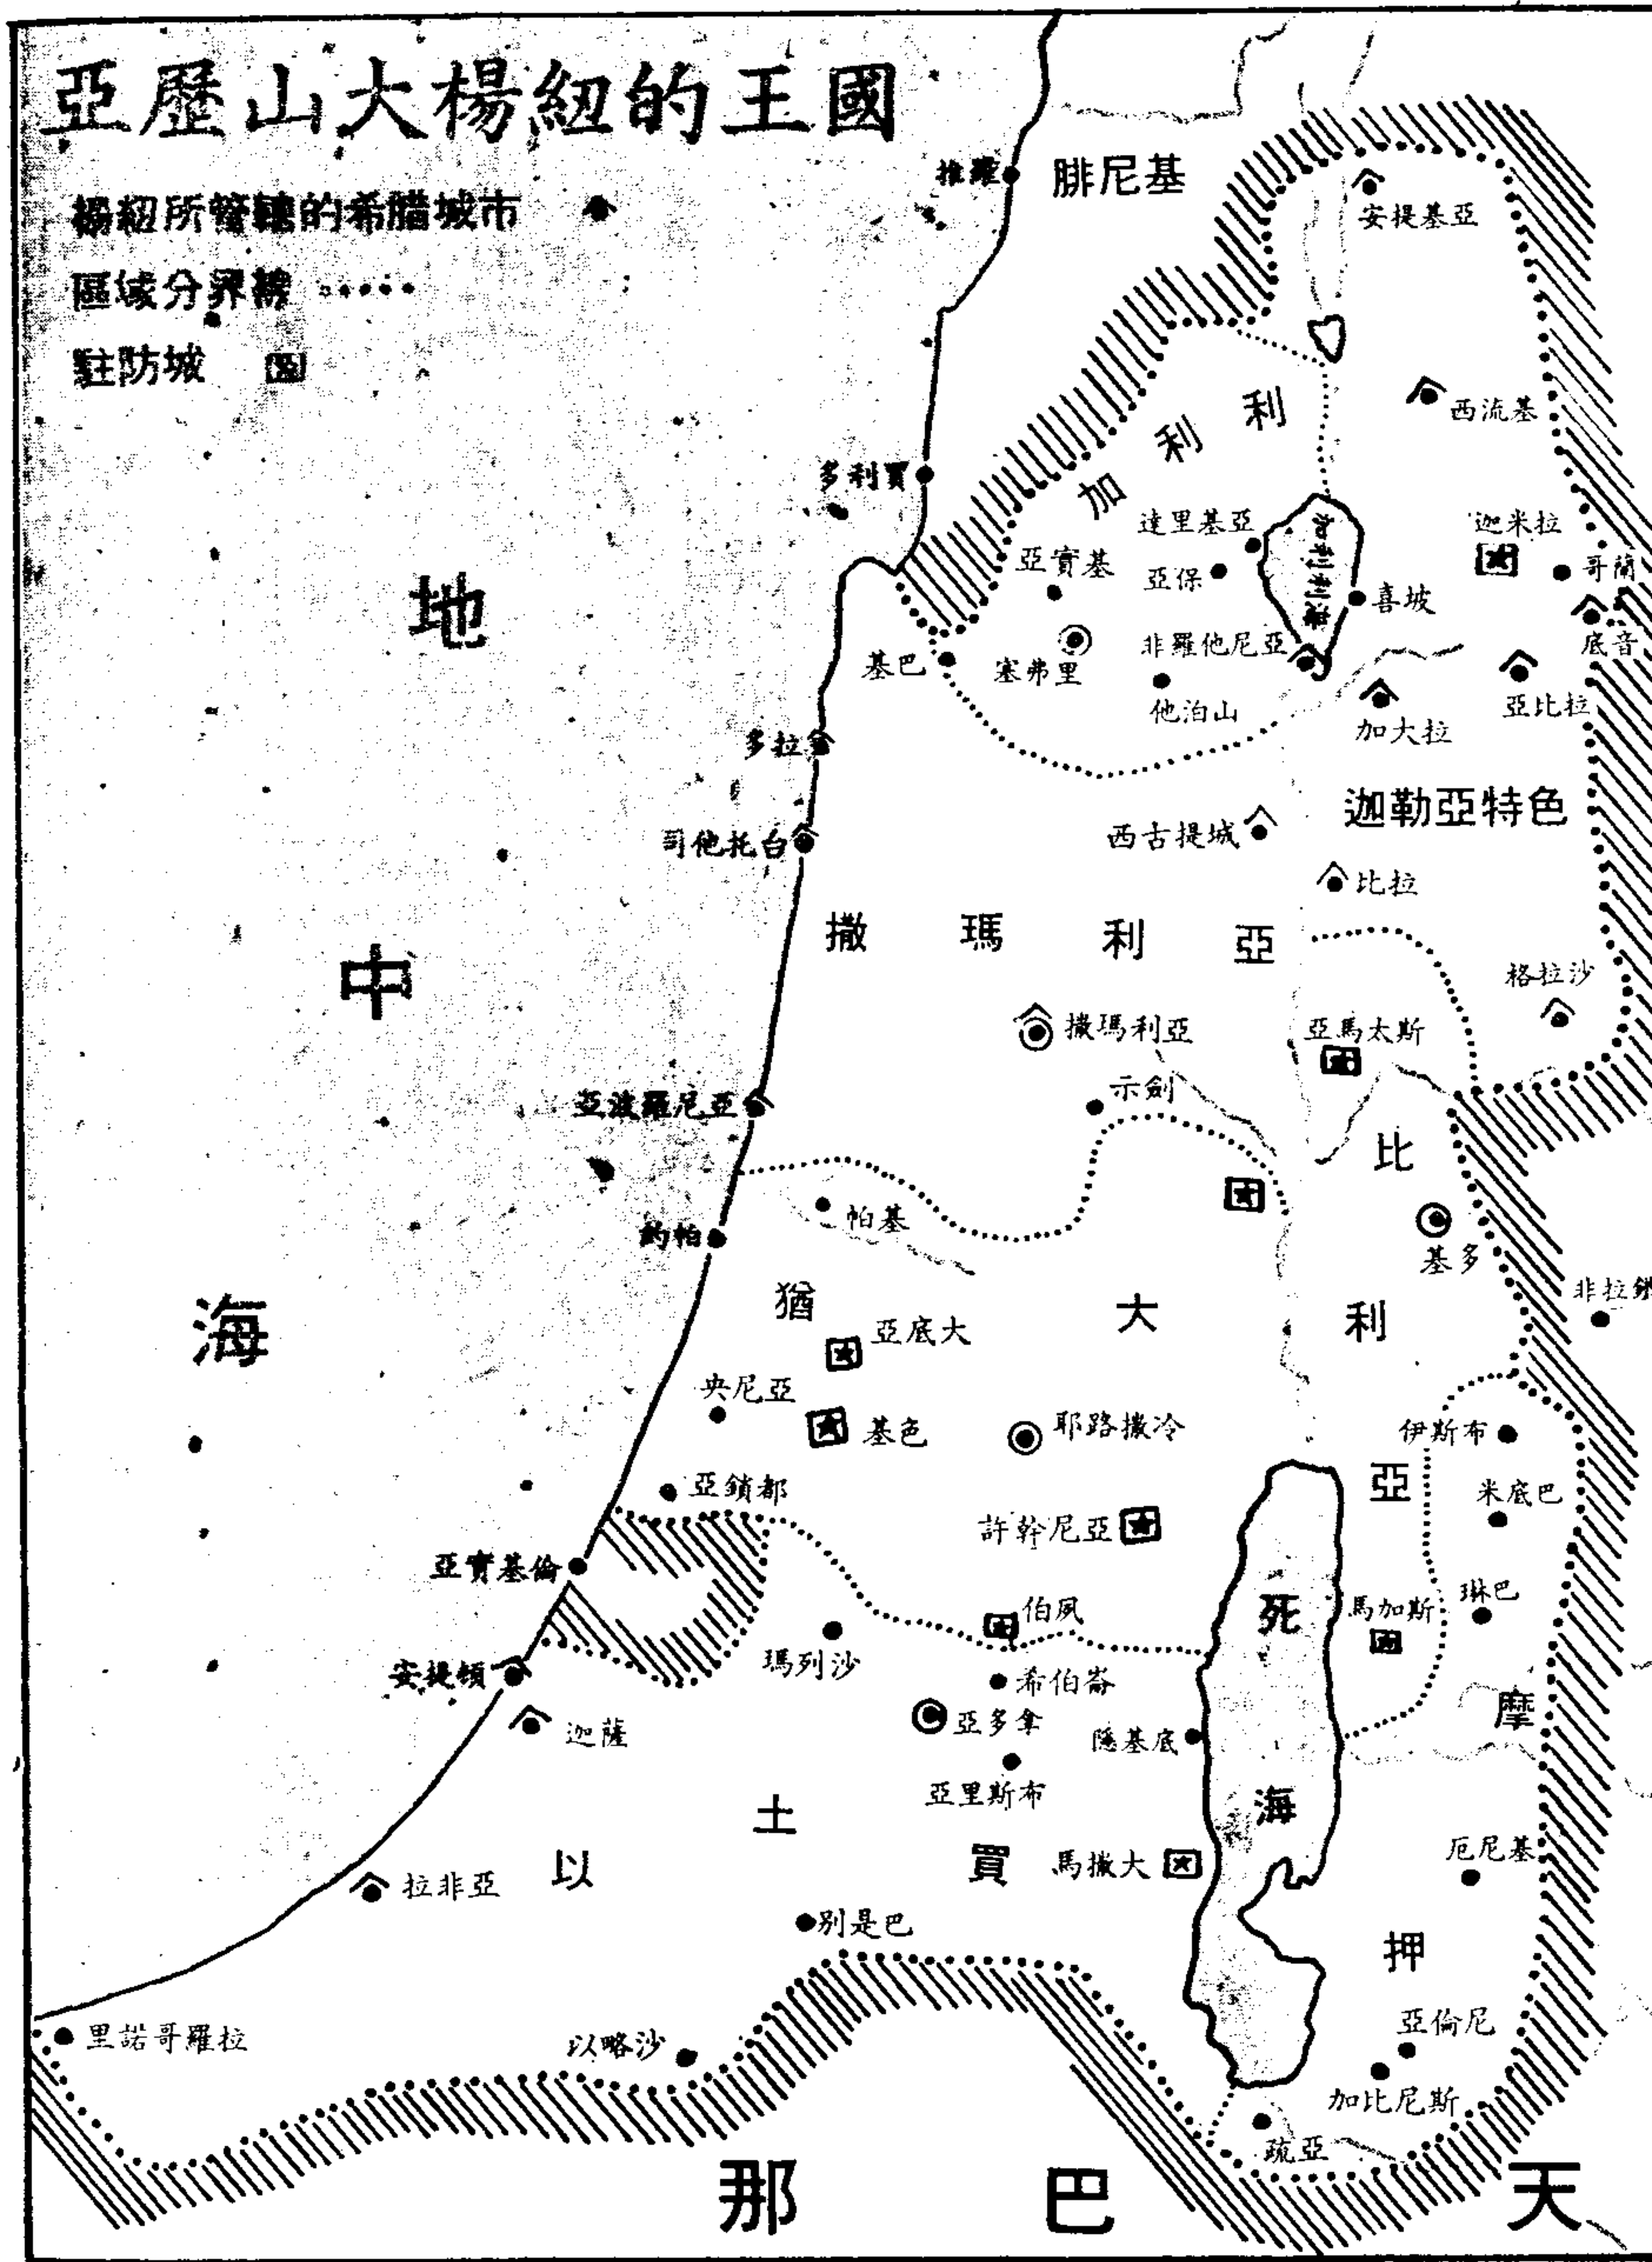 亞歷山大楊紐的王國
楊紐所管轄的希腊城市
區域分界線
駐防城
推羅
腓尼基
安提基亞
西流基
加利利
多利買
達里基亞
迦米拉
亞實基
亞保
加利利海
哥蘭
喜坡
地
非羅他尼亞
底音
基巴
塞弗里
亞比拉
他泊山
加大拉
多拉
迦勒亞特色
司他托台
西古提城
比拉
撒瑪利亞
中
格拉沙
撒瑪利亞
亞馬太斯
示劍
亞波羅尼亞
帕基
約帕
基多
非拉鐵
海
猶大
比利亞
亞底大
央尼亞
基色
耶路撒冷
伊斯布
亞鎖都
米底巴
許幹尼亞
亞實基倫
伯夙
死海
馬加斯
琳巴
瑪列沙
安提頓
希伯崙
迦薩
亞多拿
隱基底
摩押
亞里斯布
以土買
馬撒大
厄尼基
拉非亞
別是巴
亞倫尼
里諾哥羅拉
以略沙
加比尼斯
疏亞
那巴天